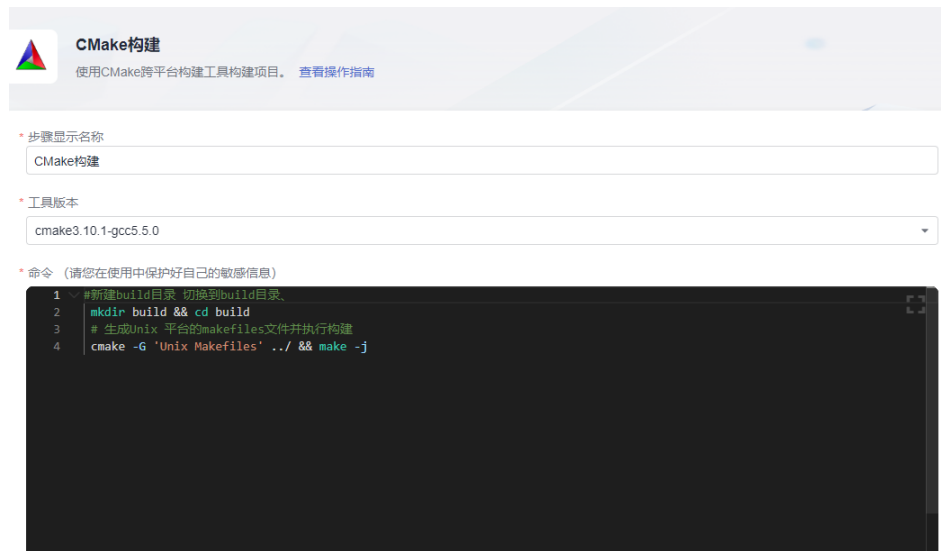 CMake构建
使用CMake跨平台构建工具构建项目。 查看操作指南
* 步骤显示名称
CMake构建
* 工具版本
cmake3.10.1-gcc5.5.0
* 命令 （请您在使用中保护好自己的敏感信息）
1 #新建build目录 切换到build目录、
2 mkdir build && cd build
3 # 生成Unix 平台的makefiles文件并执行构建
4 cmake -G 'Unix Makefiles' ../ && make -j